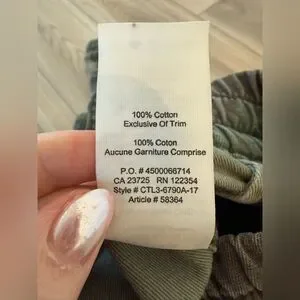 100% Cotton
Exclusive Of Trim
100% Coton
Aucune Garniture Comprise
P.O. # 4500066714
CA 23725 RN 122354
Style # CTL3-6790A-17
Article # 58364